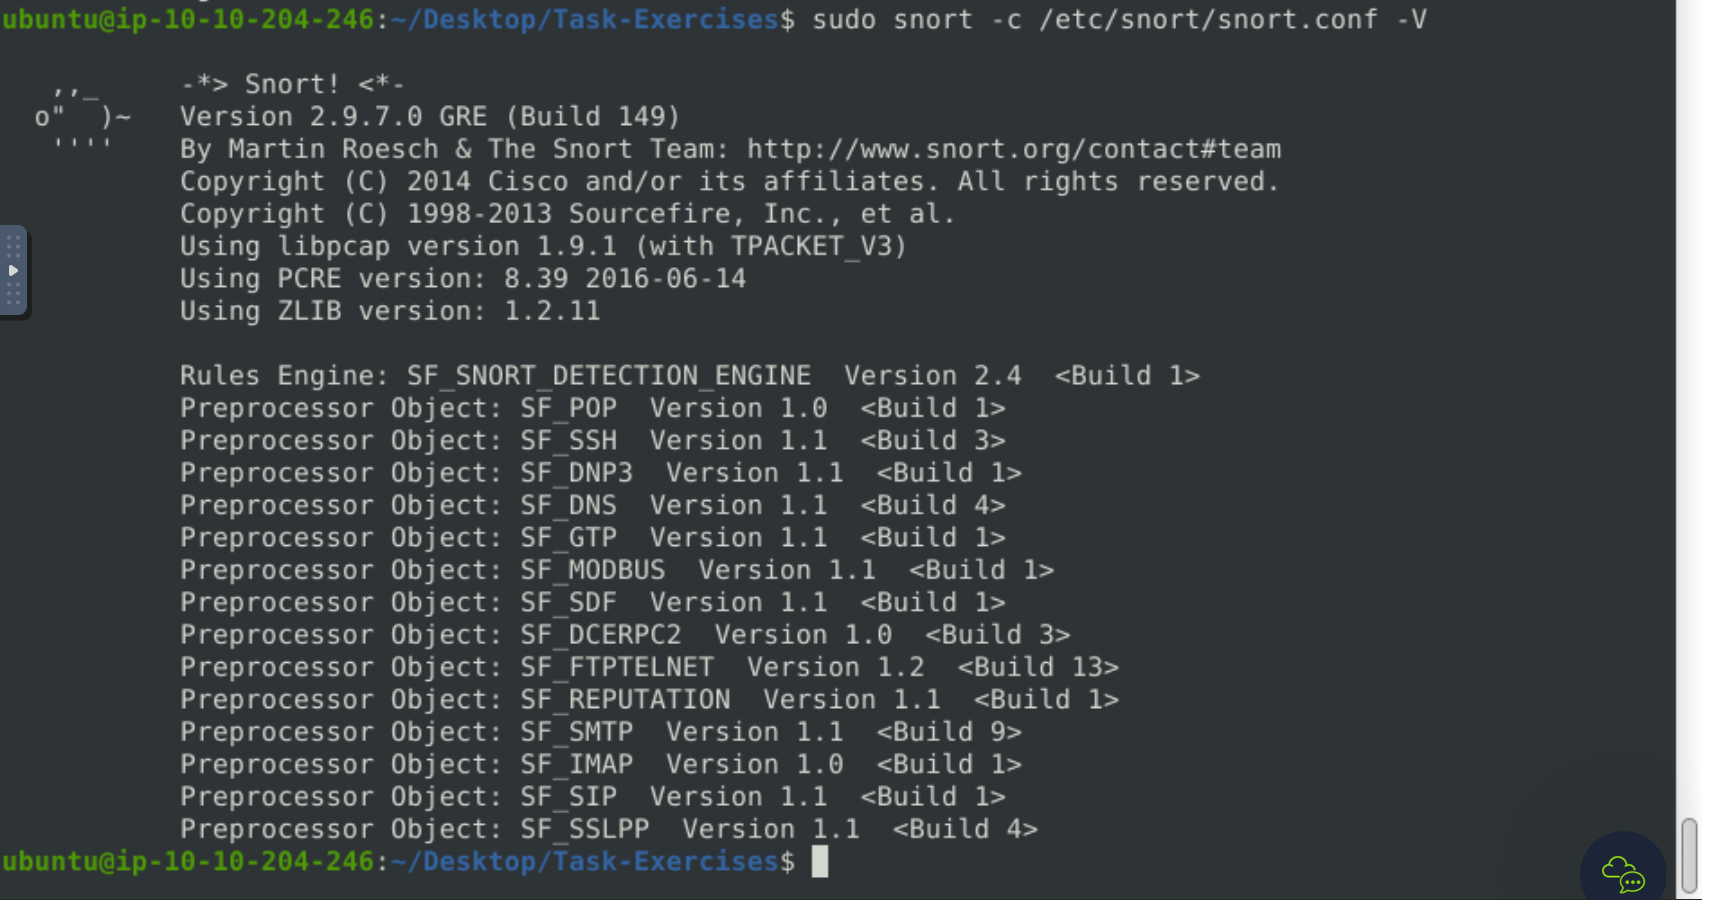 ubuntu@ip-10-10-204-246:~/Desktop/Task-Exercises$ sudo snort -c /etc/snort/snort.conf -V
   ,,_     -*> Snort! <*-
  o"  )~   Version 2.9.7.0 GRE (Build 149)
   ''''    By Martin Roesch & The Snort Team: http://www.snort.org/contact#team
           Copyright (C) 2014 Cisco and/or its affiliates. All rights reserved.
           Copyright (C) 1998-2013 Sourcefire, Inc., et al.
           Using libpcap version 1.9.1 (with TPACKET_V3)
           Using PCRE version: 8.39 2016-06-14
           Using ZLIB version: 1.2.11
           Rules Engine: SF_SNORT_DETECTION_ENGINE  Version 2.4  <Build 1>
           Preprocessor Object: SF_POP  Version 1.0  <Build 1>
           Preprocessor Object: SF_SSH  Version 1.1  <Build 3>
           Preprocessor Object: SF_DNP3  Version 1.1  <Build 1>
           Preprocessor Object: SF_DNS  Version 1.1  <Build 4>
           Preprocessor Object: SF_GTP  Version 1.1  <Build 1>
           Preprocessor Object: SF_MODBUS  Version 1.1  <Build 1>
           Preprocessor Object: SF_SDF  Version 1.1  <Build 1>
           Preprocessor Object: SF_DCERPC2  Version 1.0  <Build 3>
           Preprocessor Object: SF_FTPTELNET  Version 1.2  <Build 13>
           Preprocessor Object: SF_REPUTATION  Version 1.1  <Build 1>
           Preprocessor Object: SF_SMTP  Version 1.1  <Build 9>
           Preprocessor Object: SF_IMAP  Version 1.0  <Build 1>
           Preprocessor Object: SF_SIP  Version 1.1  <Build 1>
           Preprocessor Object: SF_SSLPP  Version 1.1  <Build 4>
ubuntu@ip-10-10-204-246:~/Desktop/Task-Exercises$